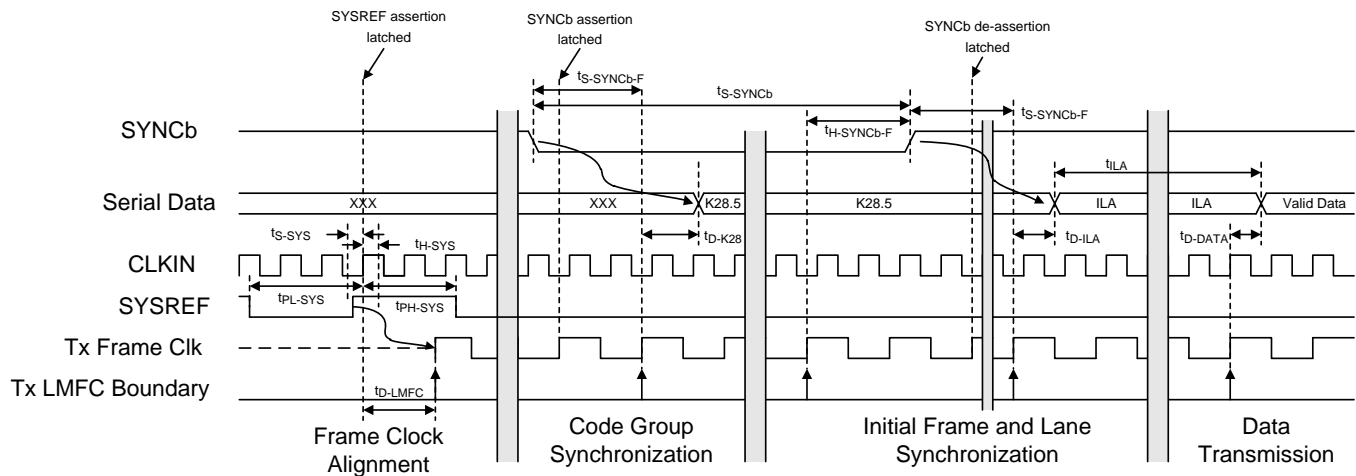 SYSREF assertion
latched
SYNCb assertion
latched
SYNCb de-assertion
latched
tS-SYNCb-F
tS-SYNCb
tS-SYNCb-F
SYNCb
tH-SYNCb-F
tILA
Serial Data
XXX
XXX
K28.5
K28.5
ILA
ILA
Valid Data
tS-SYS
tH-SYS
tD-K28
tD-ILA
tD-DATA
CLKIN
tPL-SYS
tPH-SYS
SYSREF
Tx Frame Clk
Tx LMFC Boundary
tD-LMFC
Frame Clock
Alignment
Code Group
Synchronization
Initial Frame and Lane
Synchronization
Data
Transmission